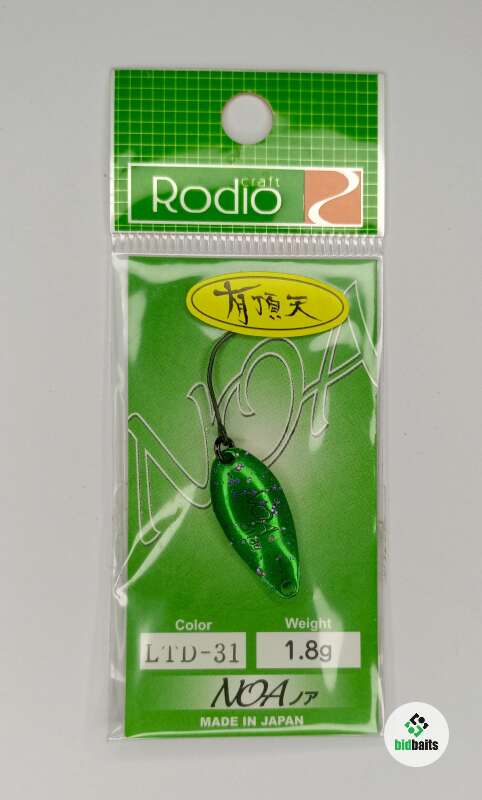 craft
Rodio
有頂天
NOA
NOA
Color
Weight
LTD-31
1.8g
NOA ノア
MADE IN JAPAN
bidbaits